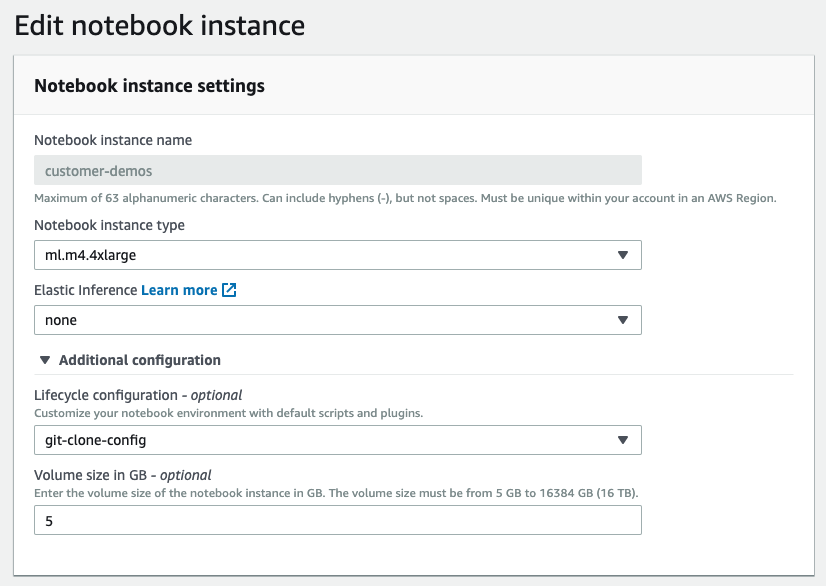 Edit notebook instance
Notebook instance settings
Notebook instance name
customer-demos
Maximum of 63 alphanumeric characters. Can include hyphens (-), but not spaces. Must be unique within your account in an AWS Region.
Notebook instance type
ml.m4.4xlarge
Elastic Inference Learn more
none
Additional configuration
Lifecycle configuration - optional
Customize your notebook environment with default scripts and plugins.
git-clone-config
Volume size in GB - optional
Enter the volume size of the notebook instance in GB. The volume size must be from 5 GB to 16384 GB (16 TB).
5